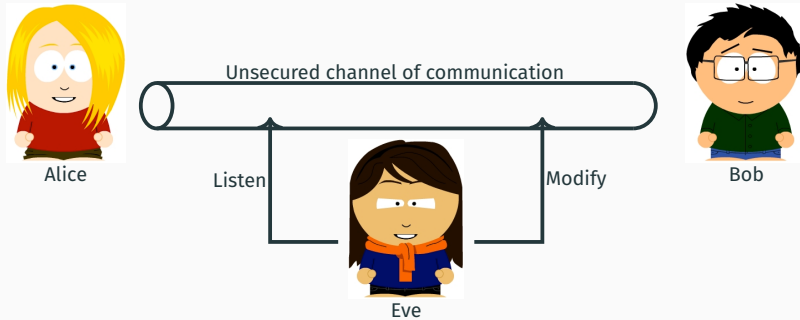 Unsecured channel of communication
Alice
Listen
Modify
Bob
Eve